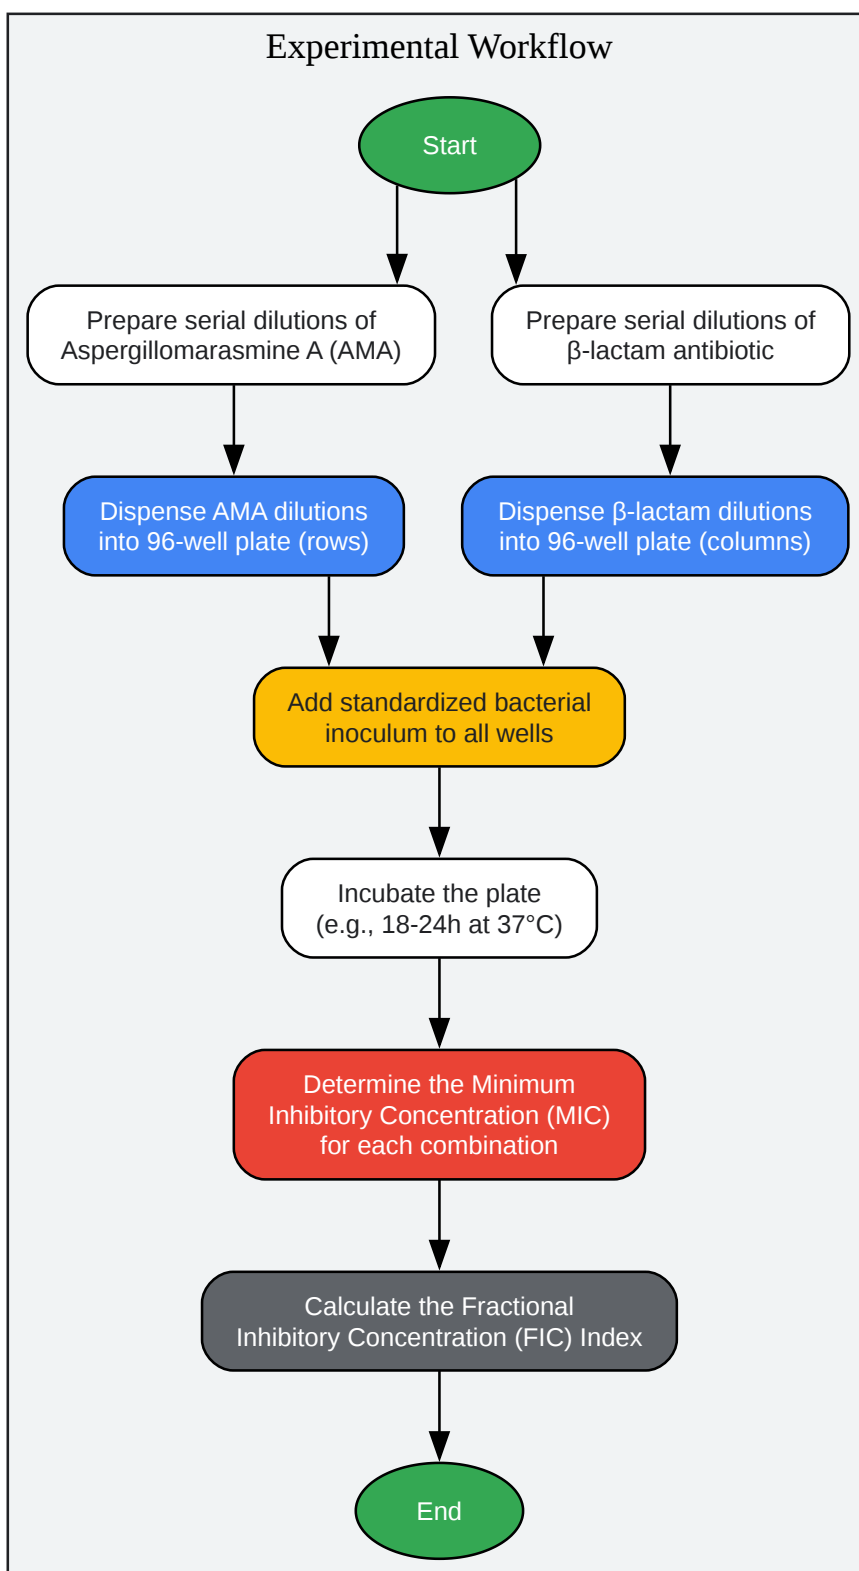 Experimental Workflow
Start
Prepare serial dilutions of
Aspergillomarasmine A (AMA)
Prepare serial dilutions of
β-lactam antibiotic
Dispense AMA dilutions
into 96-well plate (rows)
Dispense β-lactam dilutions
into 96-well plate (columns)
Add standardized bacterial
inoculum to all wells
Incubate the plate
(e.g., 18-24h at 37°C)
Determine the Minimum
Inhibitory Concentration (MIC)
for each combination
Calculate the Fractional
Inhibitory Concentration (FIC) Index
End